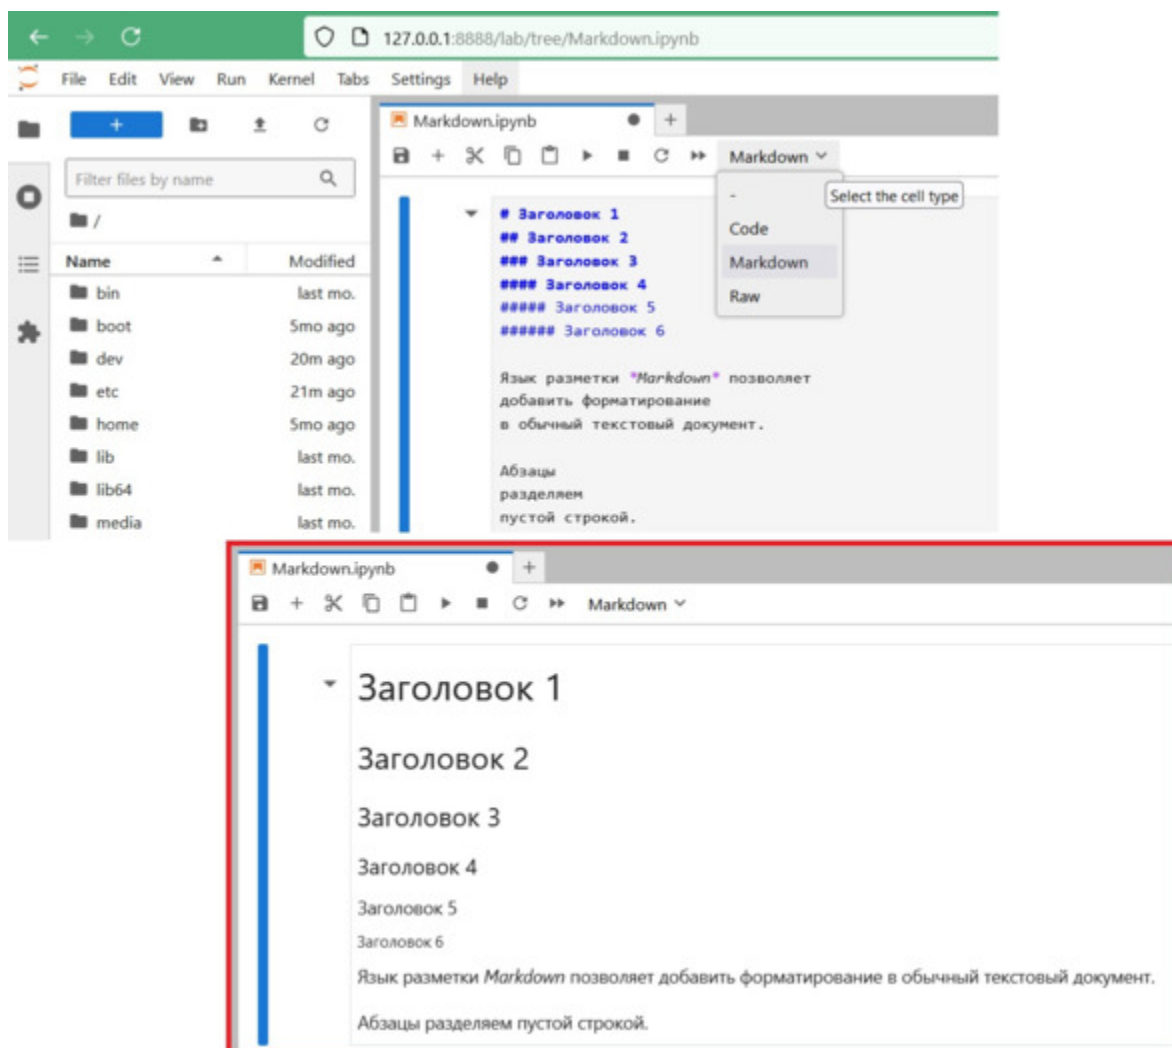 127.0.0.1:8888/lab/tree/Markdown.ipynb
File Edit View Run Kernel Tabs Settings Help
+
Markdown.ipynb +
Markdown
Filter files by name
/
Name Modified
bin last mo.
boot 5mo ago
dev 20m ago
etc 21m ago
home 5mo ago
lib last mo.
lib64 last mo.
media last mo.
-
Code
Markdown
Raw
Select the cell type
# Заголовок 1
## Заголовок 2
### Заголовок 3
#### Заголовок 4
##### Заголовок 5
###### Заголовок 6
Язык разметки *Markdown* позволяет
добавить форматирование
в обычный текстовый документ.
Абзацы
разделяем
пустой строкой.
Markdown.ipynb +
Markdown
Заголовок 1
Заголовок 2
Заголовок 3
Заголовок 4
Заголовок 5
Заголовок 6
Язык разметки Markdown позволяет добавить форматирование в обычный текстовый документ.
Абзацы разделяем пустой строкой.